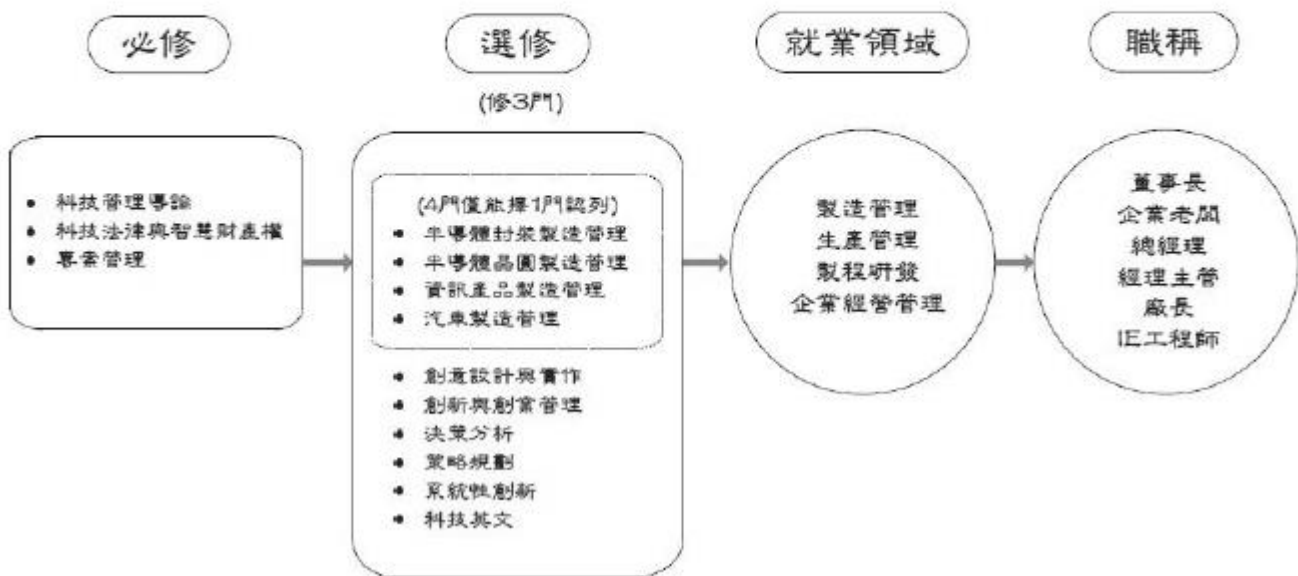 必修
選修
就業領域
職稱
(修3門)
科技管理導論
科技法律與智慧財產權
專案管理
(4門僅能擇1門認列)
半導體封裝製造管理
半導體晶圓製造管理
資訊產品製造管理
汽車製造管理
創意設計與實作
創新與創業管理
決策分析
策略規劃
系統性創新
科技英文
製造管理
生產管理
製程研發
企業經營管理
董事長
企業老闆
總經理
經理主管
廠長
IE工程師